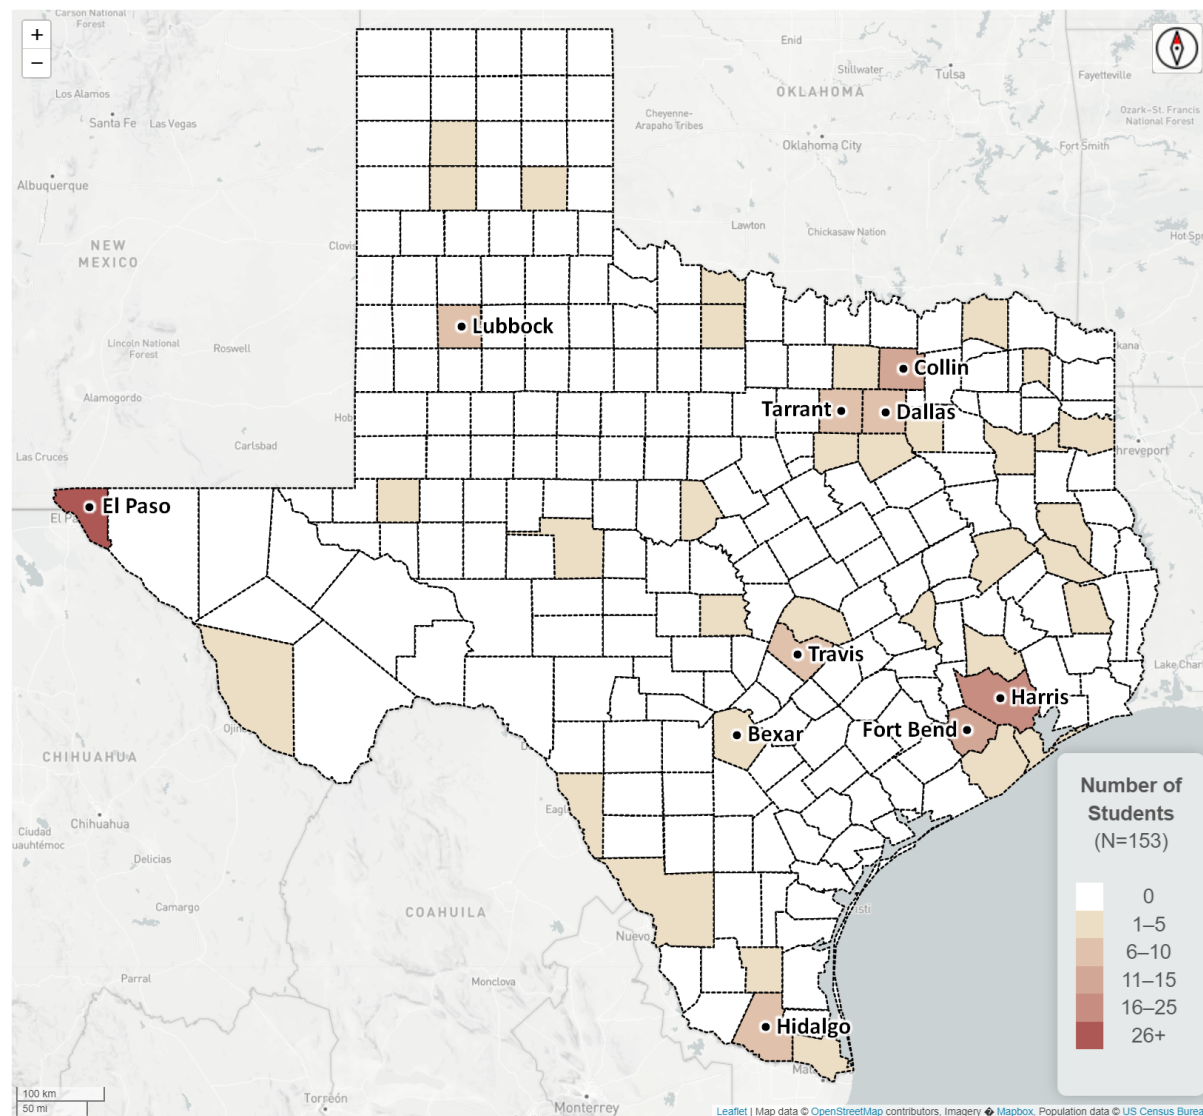 +
−
Carson National
Forest
Los Alamos
Santa Fe
Las Vegas
Albuquerque
NEW
MEXICO
Clovis
Lincoln National
Forest
Roswell
Alamogordo
Carlsbad
Las Cruces
Enid
Stillwater
Tulsa
Fayetteville
OKLAHOMA
Cheyenne-
Arapaho Tribes
Oklahoma City
Ozark–St. Francis
National Forest
Fort Smith
Lawton
Chickasaw Nation
Lubbock
Collin
Tarrant
Dallas
El Paso
Travis
Harris
Bexar
Fort Bend
Hidalgo
CHIHUAHUA
Chihuahua
Ciudad
Delicias
Camargo
COAHUILA
Parral
Monclova
Torreón
Monterrey
Number of
Students
(N=153)
0
1–5
6–10
11–15
16–25
26+
100 km
50 mi
Leaflet | Map data © OpenStreetMap contributors, Imagery � Mapbox, Population data © US Census Bure